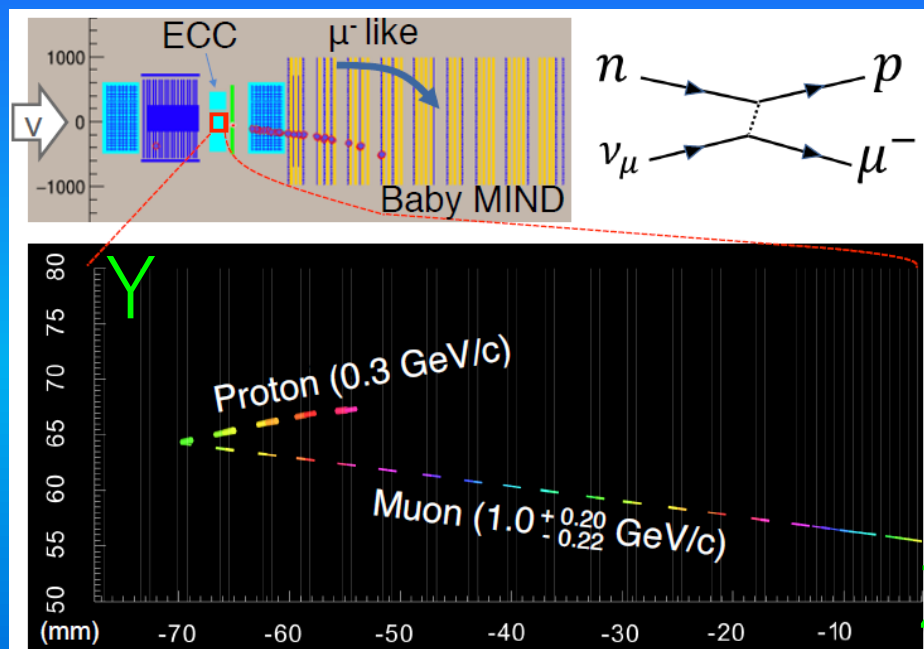 ECC
μ⁻ like
1000
0
-1000
ν
Baby MIND
n
p
ν_μ
μ⁻
Y
80
75
70
65
60
55
50
Proton (0.3 GeV/c)
Muon (1.0 + 0.20 - 0.22 GeV/c)
(mm) -70 -60 -50 -40 -30 -20 -10